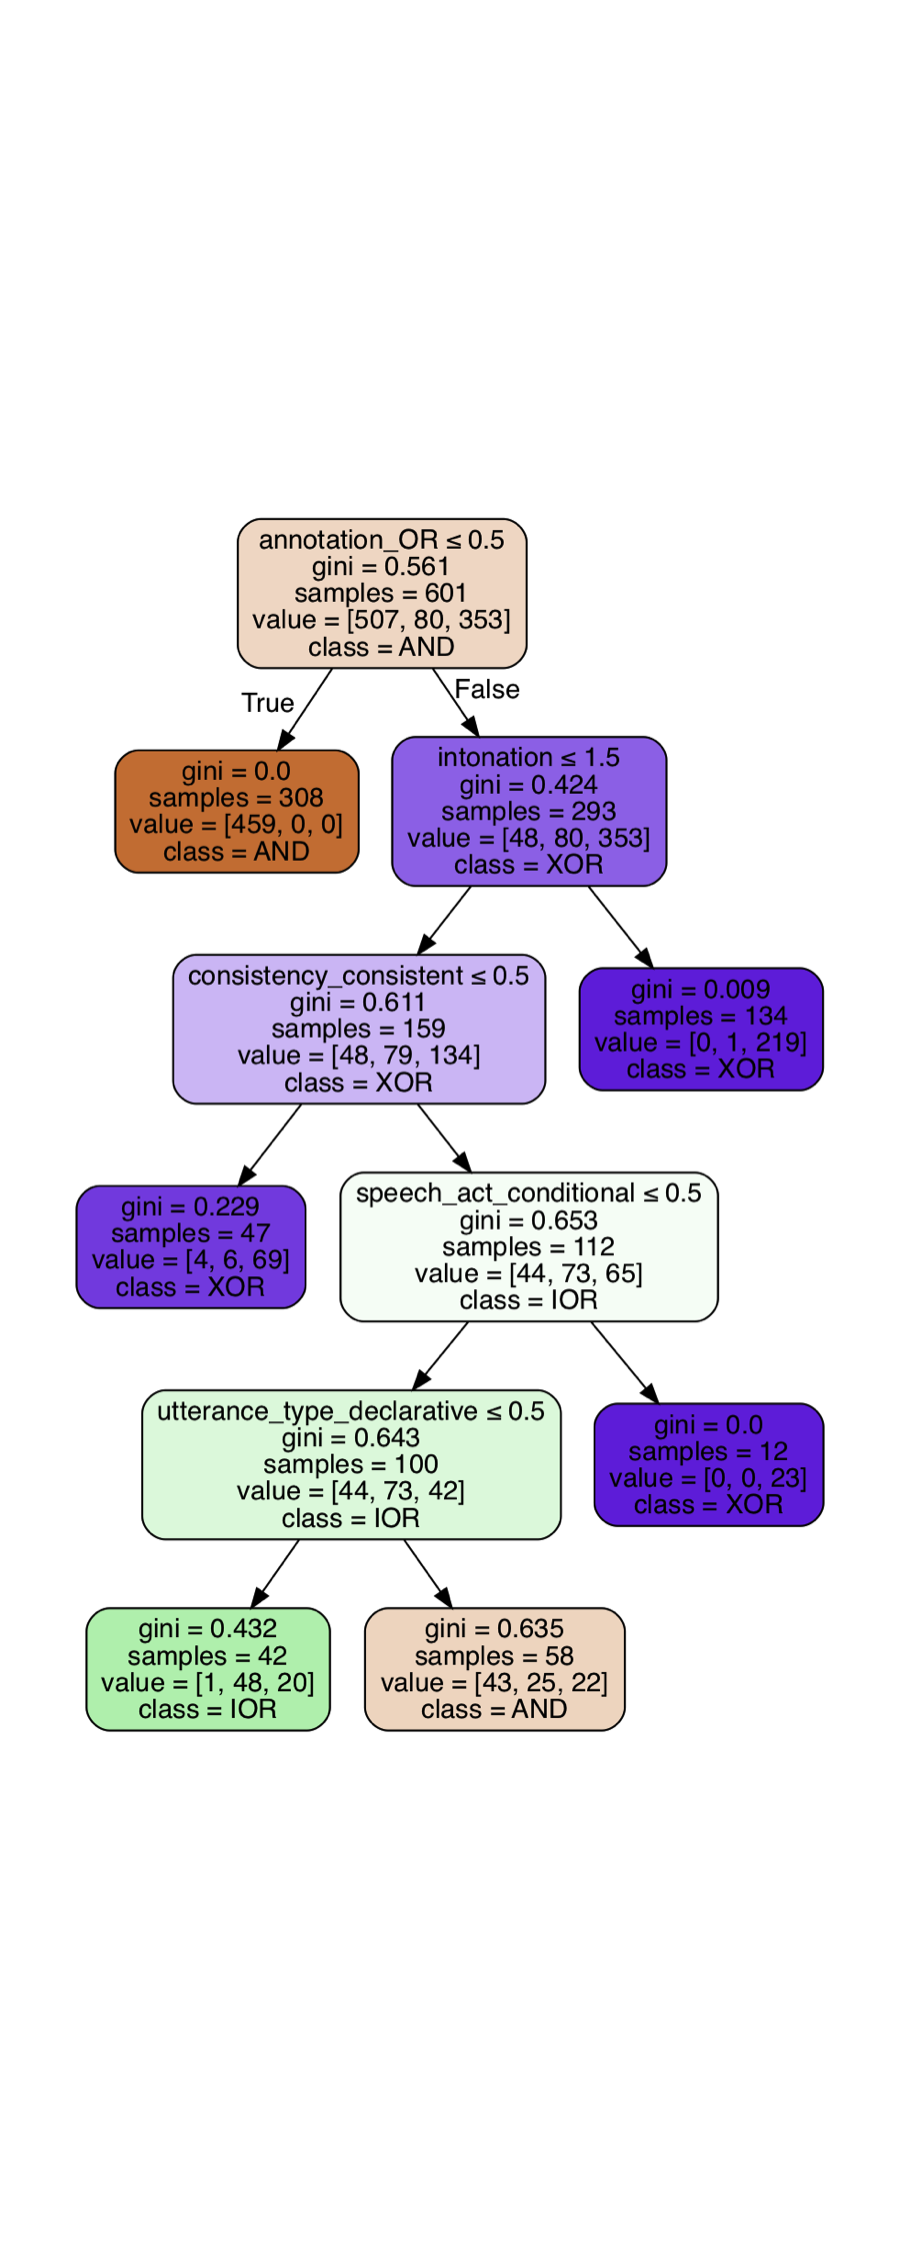 annotation_OR ≤ 0.5
gini = 0.561
samples = 601
value = [507, 80, 353]
class = AND
True
False
gini = 0.0
samples = 308
value = [459, 0, 0]
class = AND
intonation ≤ 1.5
gini = 0.424
samples = 293
value = [48, 80, 353]
class = XOR
consistency_consistent ≤ 0.5
gini = 0.611
samples = 159
value = [48, 79, 134]
class = XOR
gini = 0.009
samples = 134
value = [0, 1, 219]
class = XOR
gini = 0.229
samples = 47
value = [4, 6, 69]
class = XOR
speech_act_conditional ≤ 0.5
gini = 0.653
samples = 112
value = [44, 73, 65]
class = IOR
utterance_type_declarative ≤ 0.5
gini = 0.643
samples = 100
value = [44, 73, 42]
class = IOR
gini = 0.0
samples = 12
value = [0, 0, 23]
class = XOR
gini = 0.432
samples = 42
value = [1, 48, 20]
class = IOR
gini = 0.635
samples = 58
value = [43, 25, 22]
class = AND